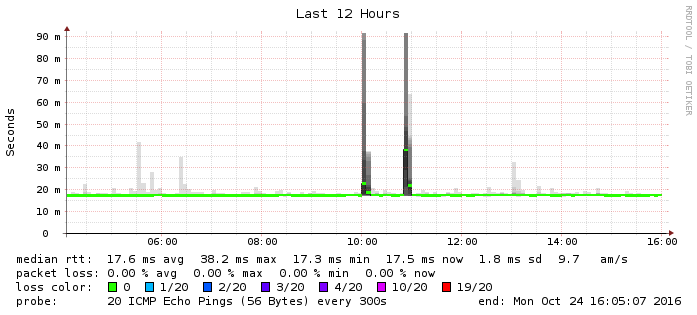 Last 12 Hours
RRDTOOL / TOBI OETIKER
Seconds
90 m
80 m
70 m
60 m
50 m
40 m
30 m
20 m
10 m
0
06:00 08:00 10:00 12:00 14:00 16:00
median rtt: 17.6 ms avg 38.2 ms max 17.3 ms min 17.5 ms now 1.8 ms sd 9.7 am/s
packet loss: 0.00 % avg 0.00 % max 0.00 % min 0.00 % now
loss color: 0 1/20 2/20 3/20 4/20 10/20 19/20
probe: 20 ICMP Echo Pings (56 Bytes) every 300s end: Mon Oct 24 16:05:07 2016